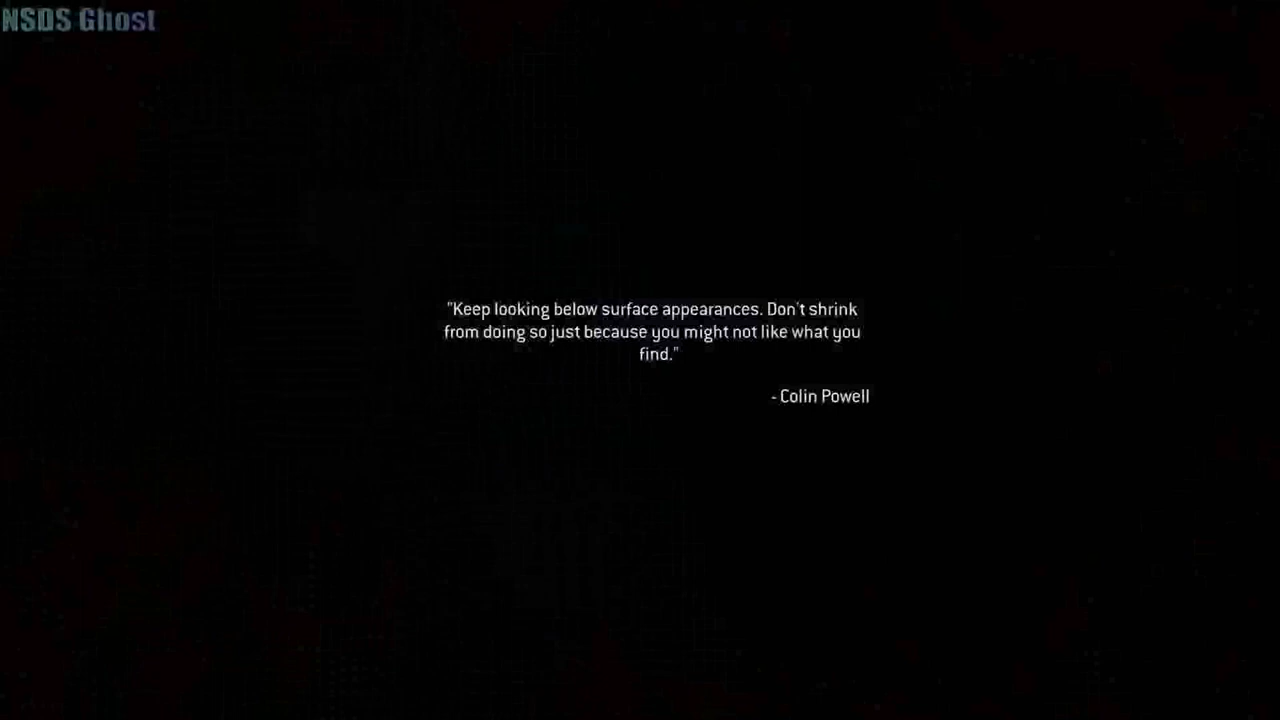 NSDS Ghost
"Keep looking below surface appearances. Don't shrink
from doing so just because you might not like what you
find."
- Colin Powell